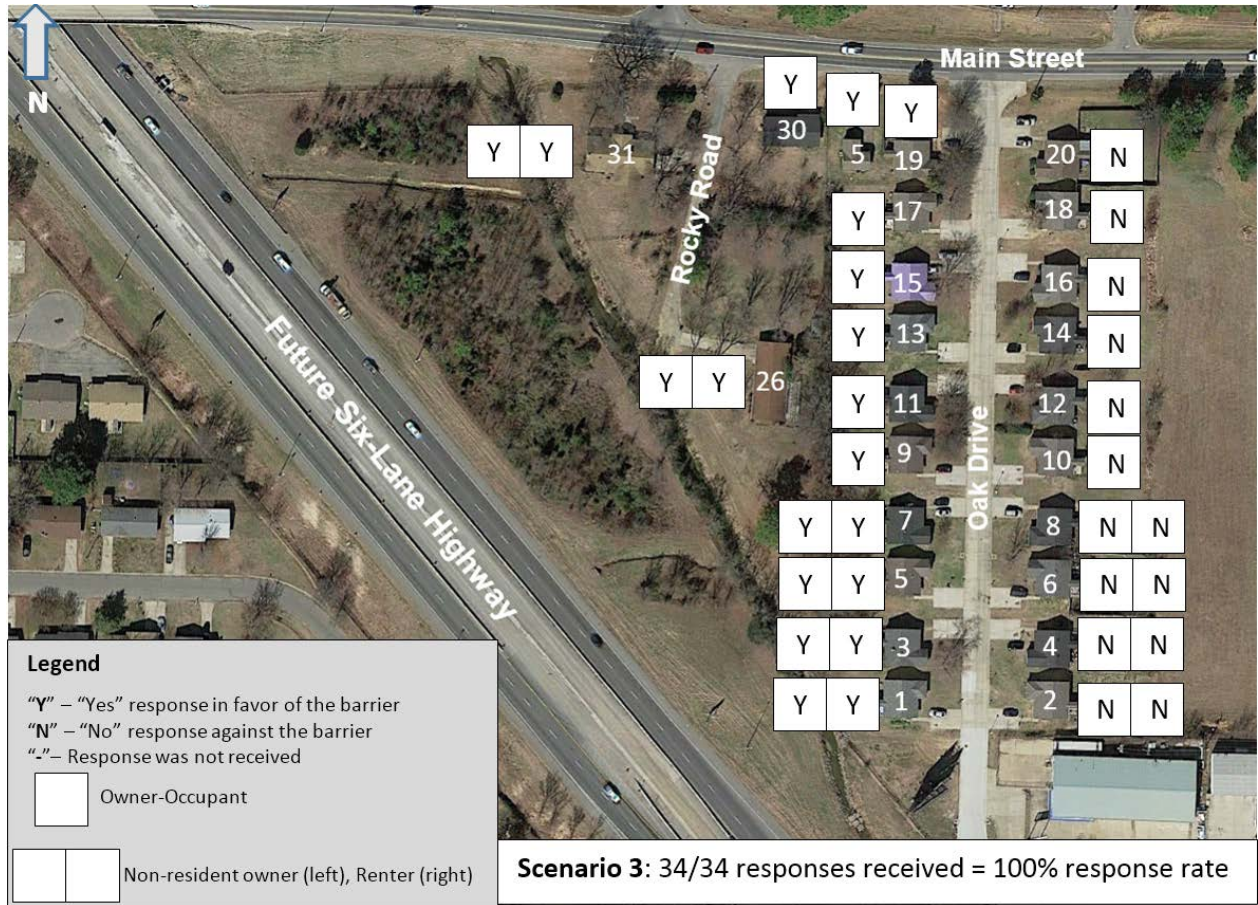 N
Main Street
Y
Y
Y
30
5
19
20
N
Y Y
31
Rocky Road
Y
17
18
N
Y
15
16
N
Y
13
14
N
Y Y
26
Y
11
12
N
Y
9
10
N
Future Six-Lane Highway
Oak Drive
Y Y
7
8
N N
Y Y
5
6
N N
Y Y
3
4
N N
Y Y
1
2
N N
Legend
“Y” – “Yes” response in favor of the barrier
“N” – “No” response against the barrier
“-”– Response was not received
Owner-Occupant
Non-resident owner (left), Renter (right)
Scenario 3: 34/34 responses received = 100% response rate